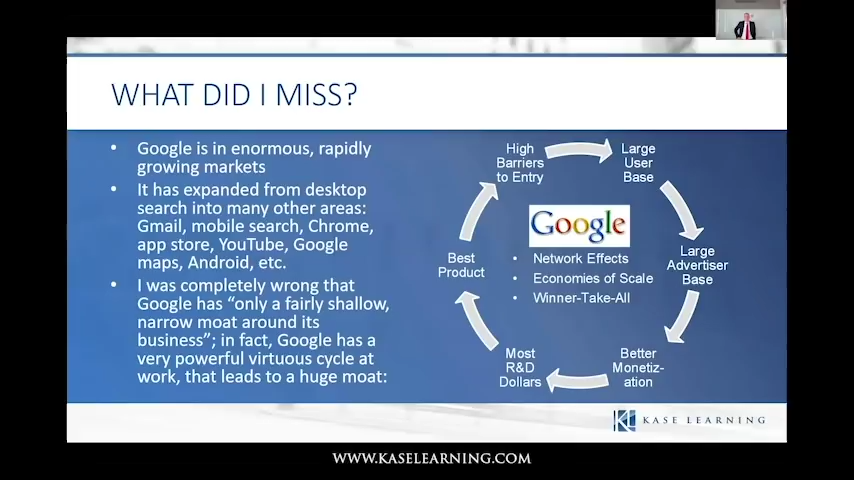 WHAT DID I MISS?
• Google is in enormous, rapidly
growing markets
• It has expanded from desktop
search into many other areas:
Gmail, mobile search, Chrome,
app store, YouTube, Google
maps, Android, etc.
• I was completely wrong that
Google has “only a fairly shallow,
narrow moat around its
business”; in fact, Google has a
very powerful virtuous cycle at
work, that leads to a huge moat:
High
Barriers
to Entry
Large
User
Base
Large
Advertiser
Base
Better
Monetiz-
ation
Most
R&D
Dollars
Best
Product
Google
• Network Effects
• Economies of Scale
• Winner-Take-All
KL KASE LEARNING
WWW.KASELEARNING.COM